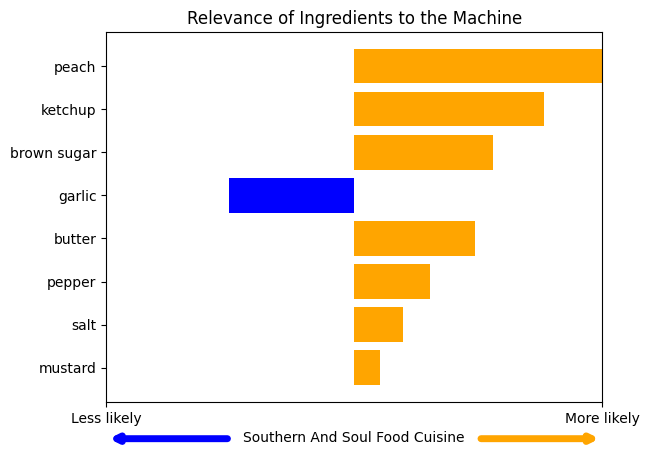 Relevance of Ingredients to the Machine
peach
ketchup
brown sugar
garlic
butter
pepper
salt
mustard
Less likely
More likely
Southern And Soul Food Cuisine